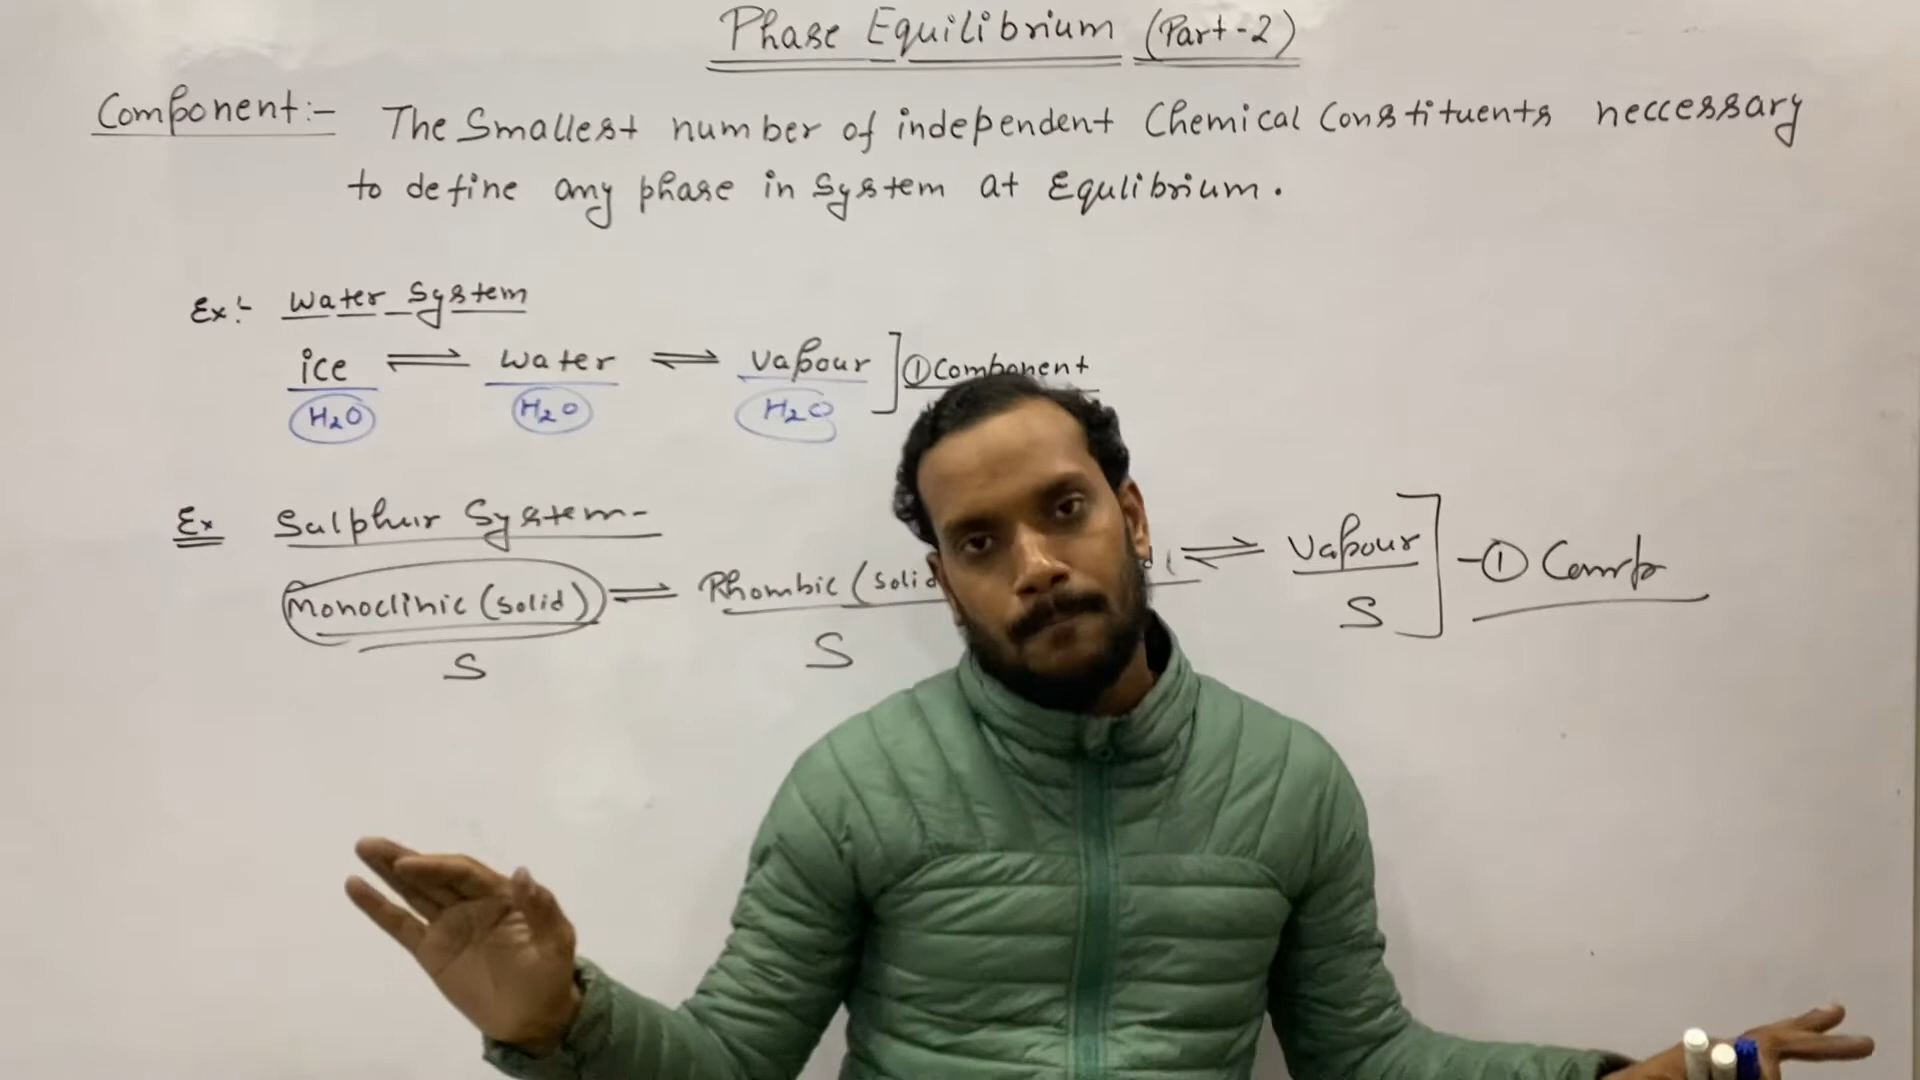 Phase Equilibrium (Part-2)
Component:- The Smallest number of independent Chemical Constituents neccessary
to define any phase in System at Equlibrium.
Ex:- Water System
ice ⇌ water ⇌ Vapour ] ① Component
H₂O H₂O H₂O
Ex Sulphur System-
Monoclinic (Solid) ⇌ Rhombic (Solid ⇌ Vapour ] - ① Comp
S S S